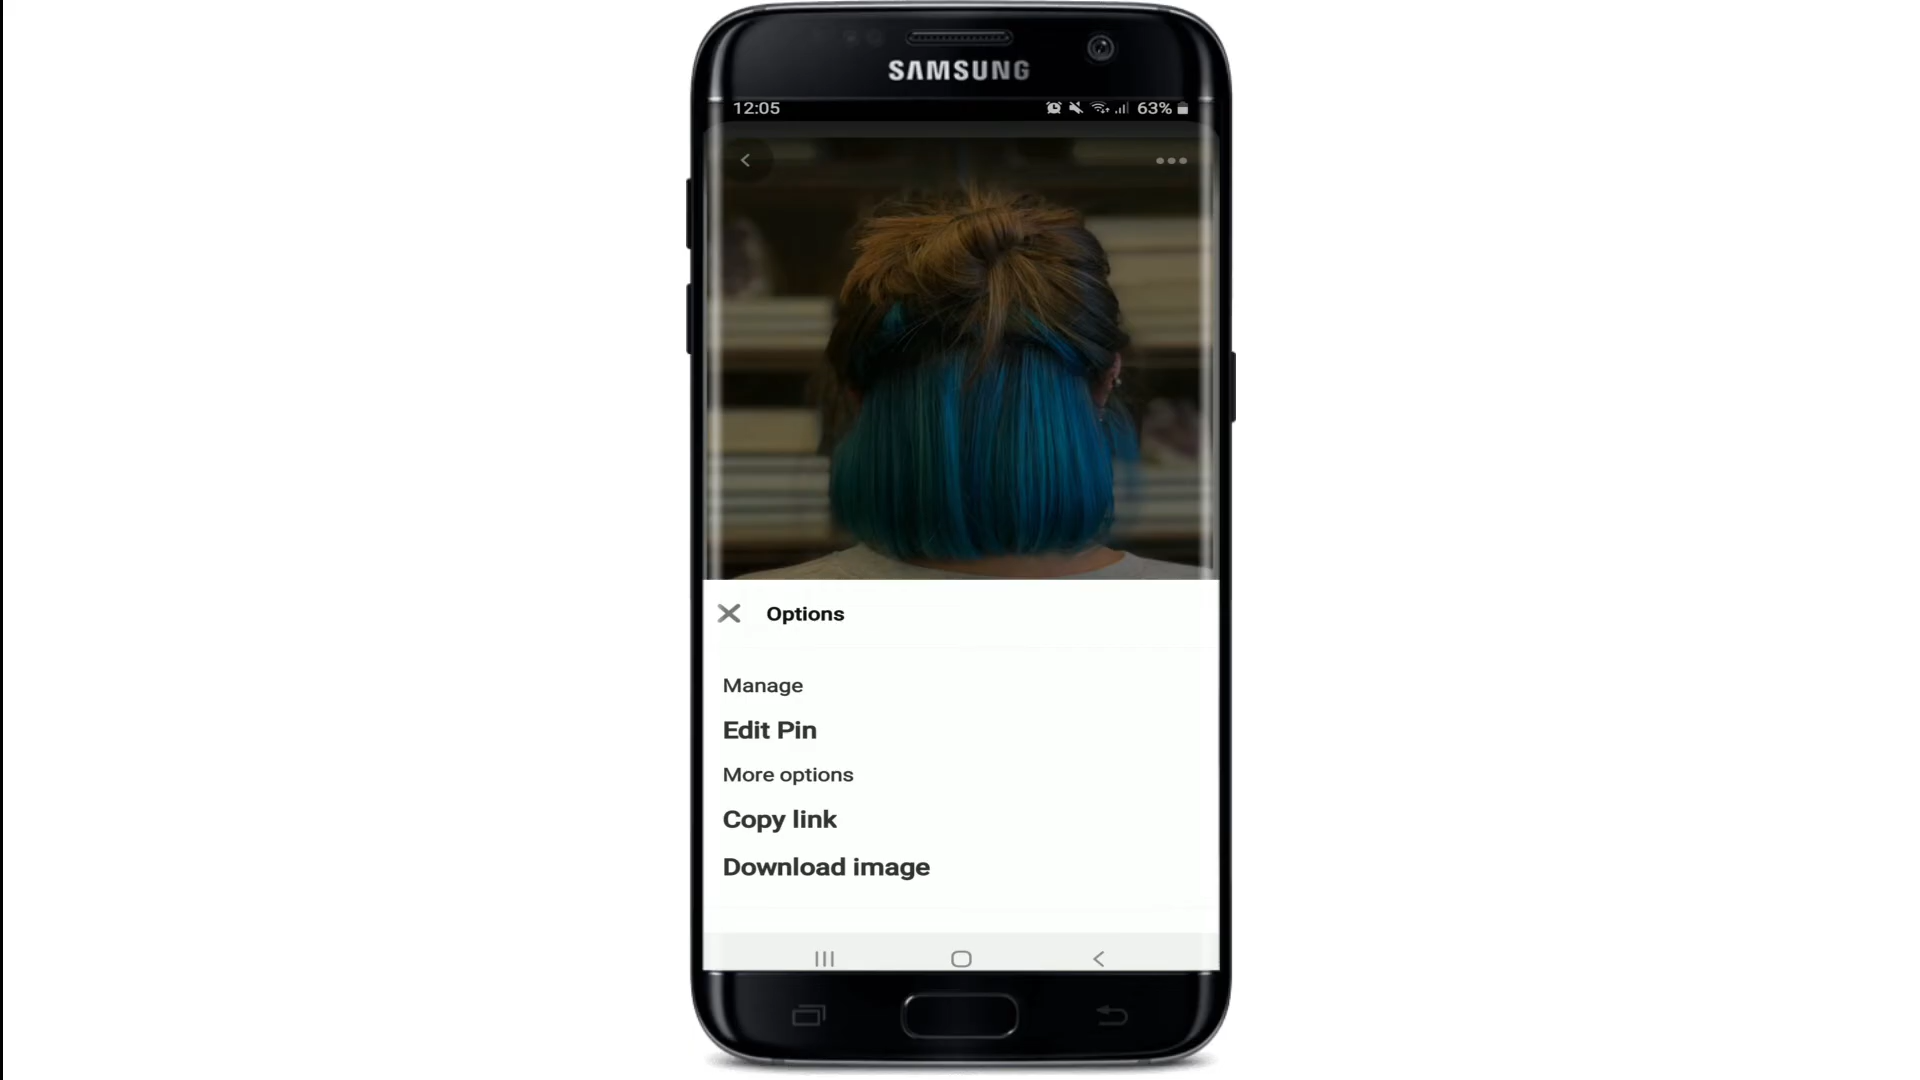 SAMSUNG
12:05 63%
Options
Manage
Edit Pin
More options
Copy link
Download image